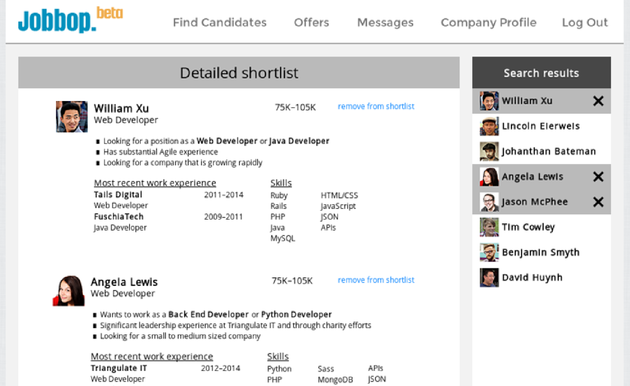 Jobbop.beta
Find Candidates Offers Messages Company Profile Log Out
Detailed shortlist
William Xu 75K–105K remove from shortlist
Web Developer
Looking for a position as a Web Developer or Java Developer
Has substantial Agile experience
Looking for a company that is growing rapidly
Most recent work experience Skills
Tails Digital 2011–2014 Ruby HTML/CSS
Web Developer Rails JavaScript
FuschiaTech 2009–2011 PHP JSON
Java Developer Java APIs
MySQL
Angela Lewis 75K–105K remove from shortlist
Web Developer
Wants to work as a Back End Developer or Python Developer
Significant leadership experience at Triangulate IT and through charity efforts
Looking for a small to medium sized company
Most recent work experience Skills
Triangulate IT 2012–2014 Python Sass APIs
Web Developer PHP MongoDB JSON
Search results
William Xu ✕
Lincoln Elerweis
Johanthan Bateman
Angela Lewis ✕
Jason McPhee ✕
Tim Cowley
Benjamin Smyth
David Huynh